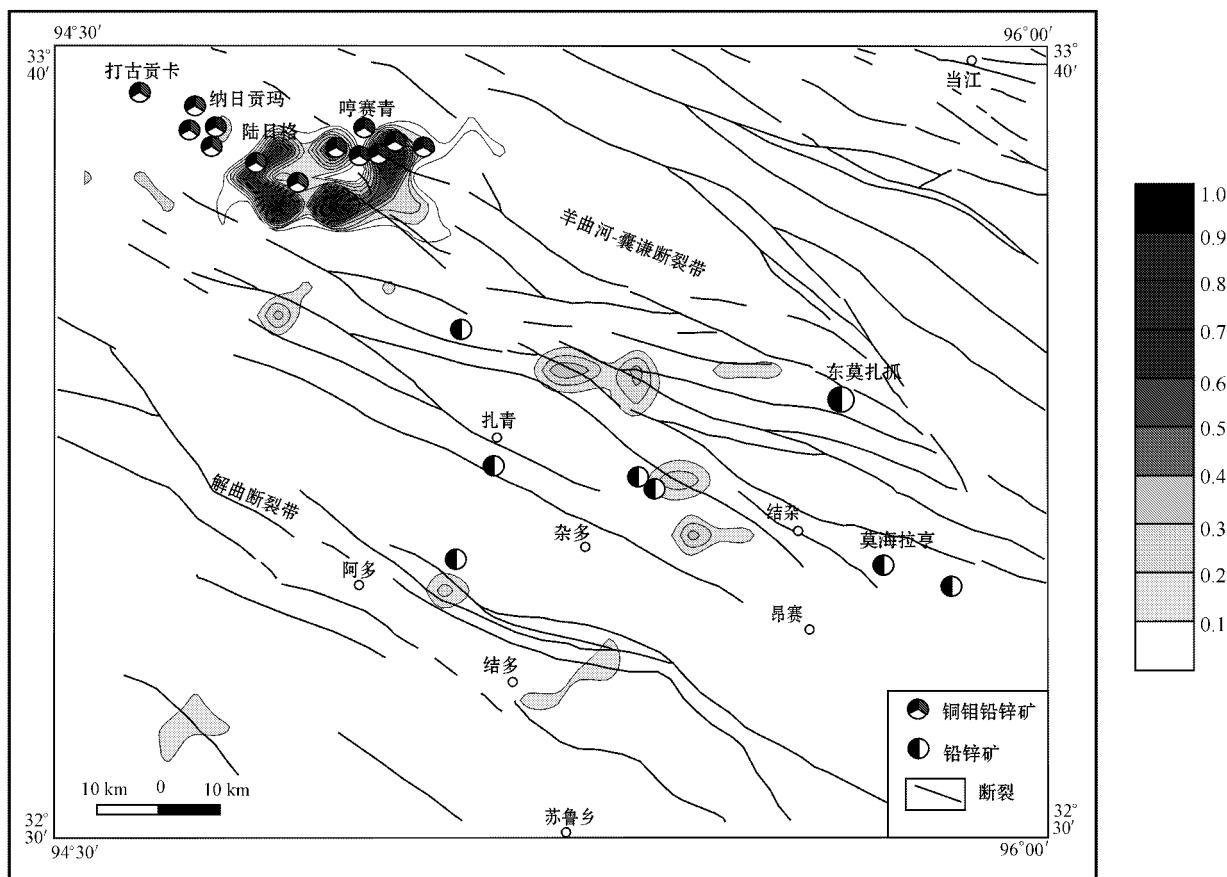 94°30′
96°00′
33°
40′
33°
40′
打古贡卡
纳日贡玛
陆日格
哼赛青
当江
羊曲河-囊谦断裂带
东莫扎抓
扎青
解曲断裂带
杂多
结杂
莫海拉亨
阿多
昂赛
结多
苏鲁乡
10 km
0
10 km
铜钼铅锌矿
铅锌矿
断裂
32°
30′
32°
30′
94°30′
96°00′
1.0
0.9
0.8
0.7
0.6
0.5
0.4
0.3
0.2
0.1